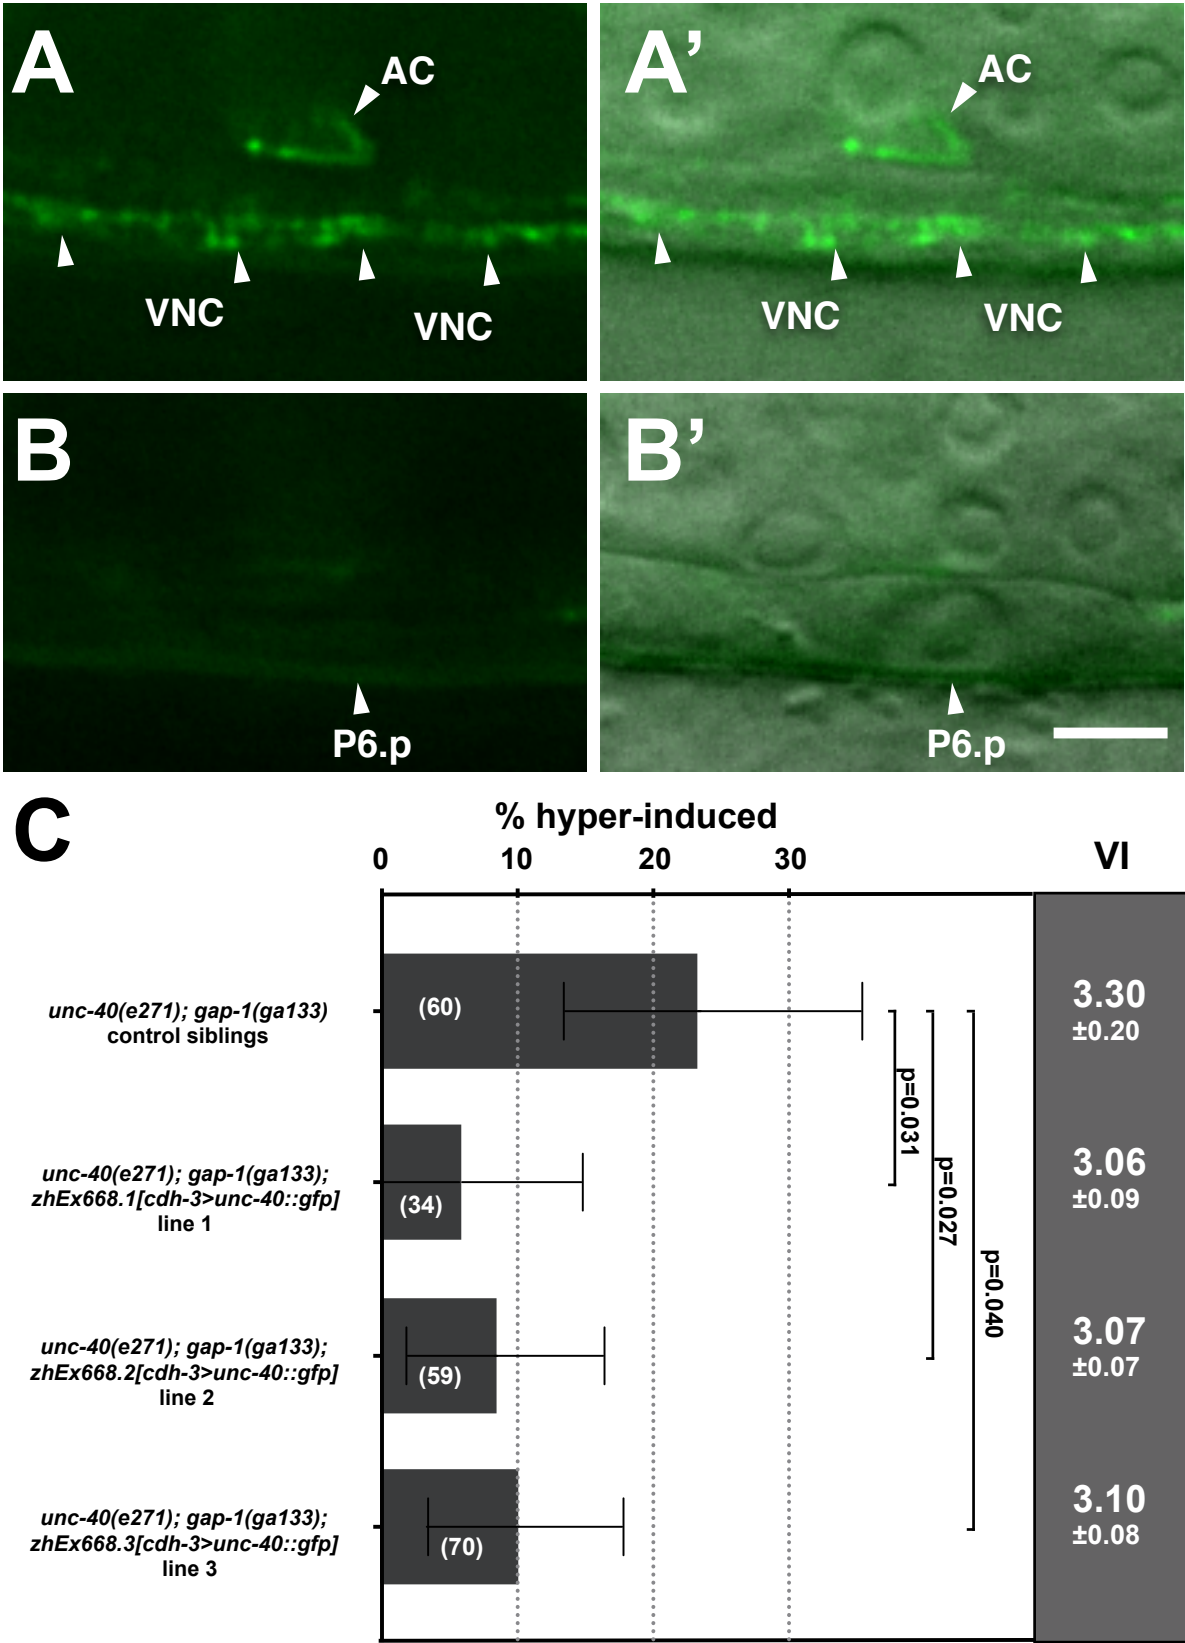 A
AC
VNC
VNC
A’
AC
VNC
VNC
B
P6.p
B’
P6.p
C
% hyper-induced
0 10 20 30
VI
unc-40(e271); gap-1(ga133)
control siblings
(60)
3.30
±0.20
unc-40(e271); gap-1(ga133);
zhEx668.1[cdh-3>unc-40::gfp]
line 1
(34)
3.06
±0.09
unc-40(e271); gap-1(ga133);
zhEx668.2[cdh-3>unc-40::gfp]
line 2
(59)
3.07
±0.07
unc-40(e271); gap-1(ga133);
zhEx668.3[cdh-3>unc-40::gfp]
line 3
(70)
3.10
±0.08
p=0.031
p=0.027
p=0.040